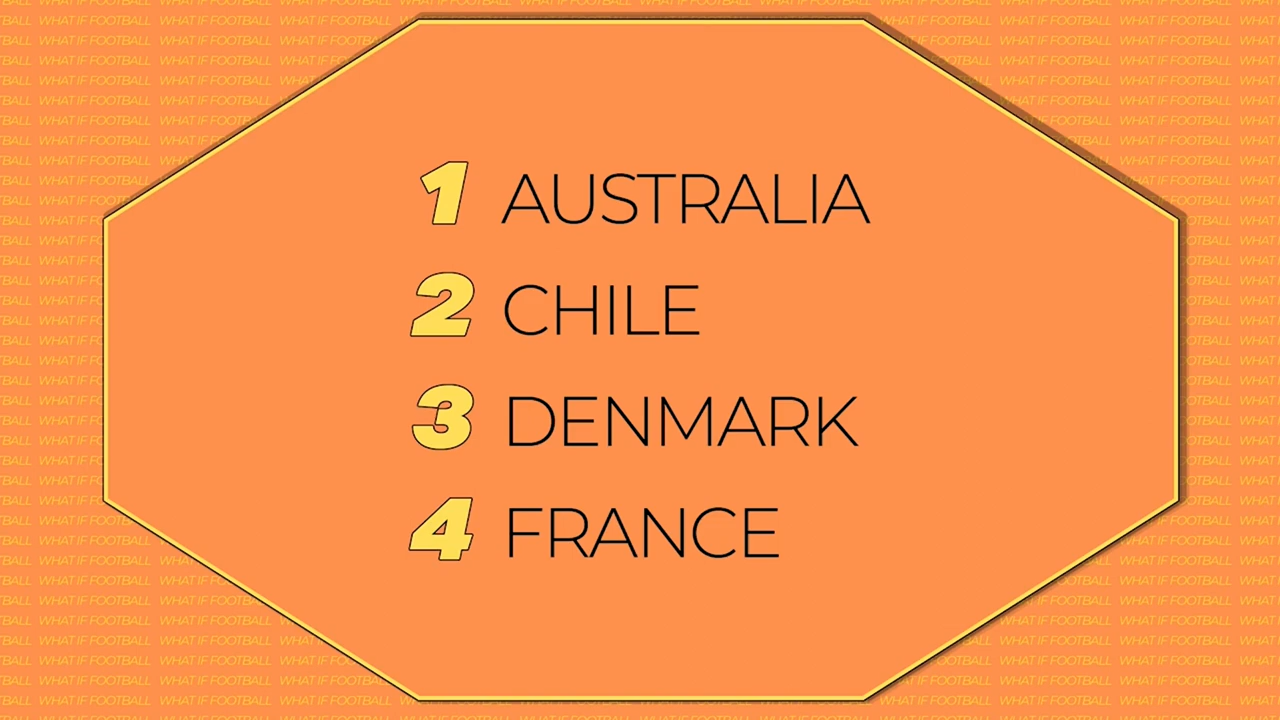 1 AUSTRALIA
2 CHILE
3 DENMARK
4 FRANCE
WHAT IF FOOTBALL